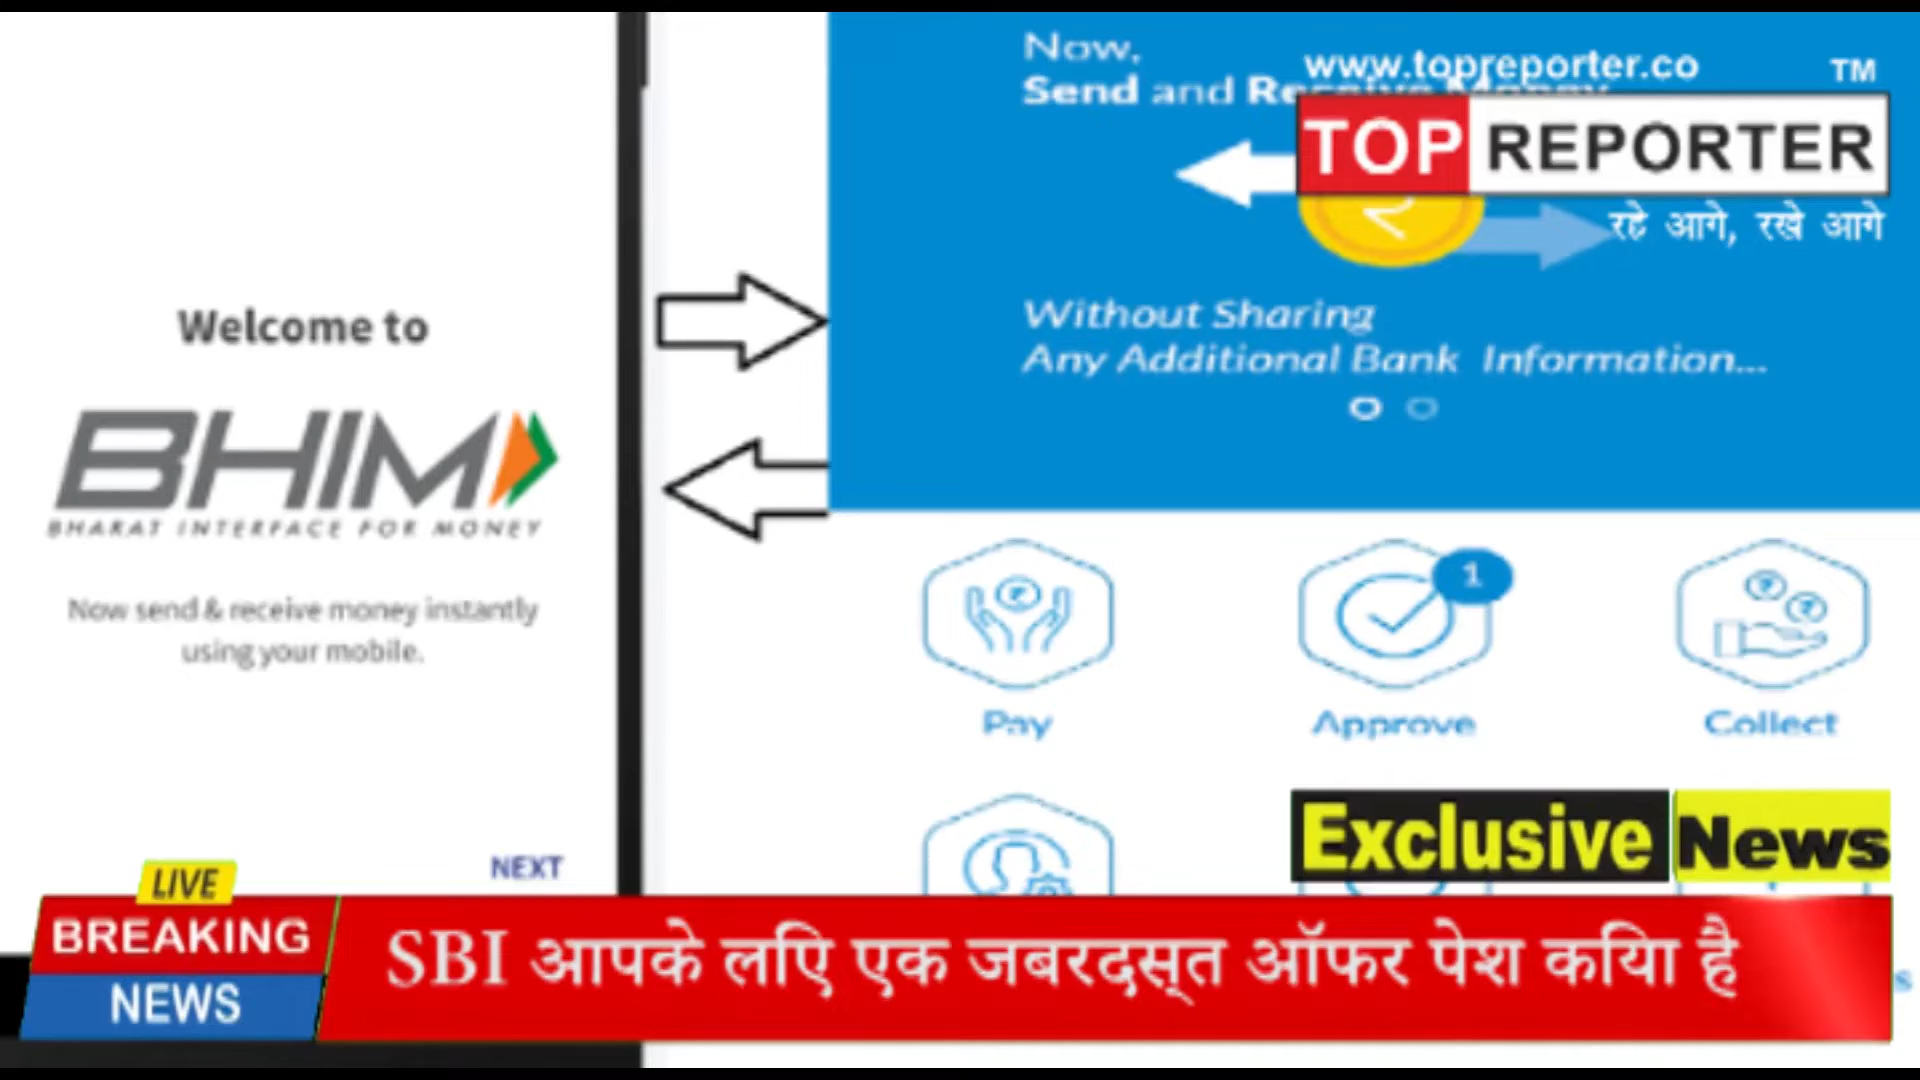 Now,
Send and Receive Money
www.topreporter.co
TM
TOP REPORTER
रहे आगे, रखे आगे
Without Sharing
Any Additional Bank Information...
Welcome to
BHIM
BHARAT INTERFACE FOR MONEY
Now send & receive money instantly
using your mobile.
NEXT
1
Pay
Approve
Collect
Exclusive News
LIVE
BREAKING
NEWS
SBI आपके लिए एक जबरदस्त ऑफर पेश किया है